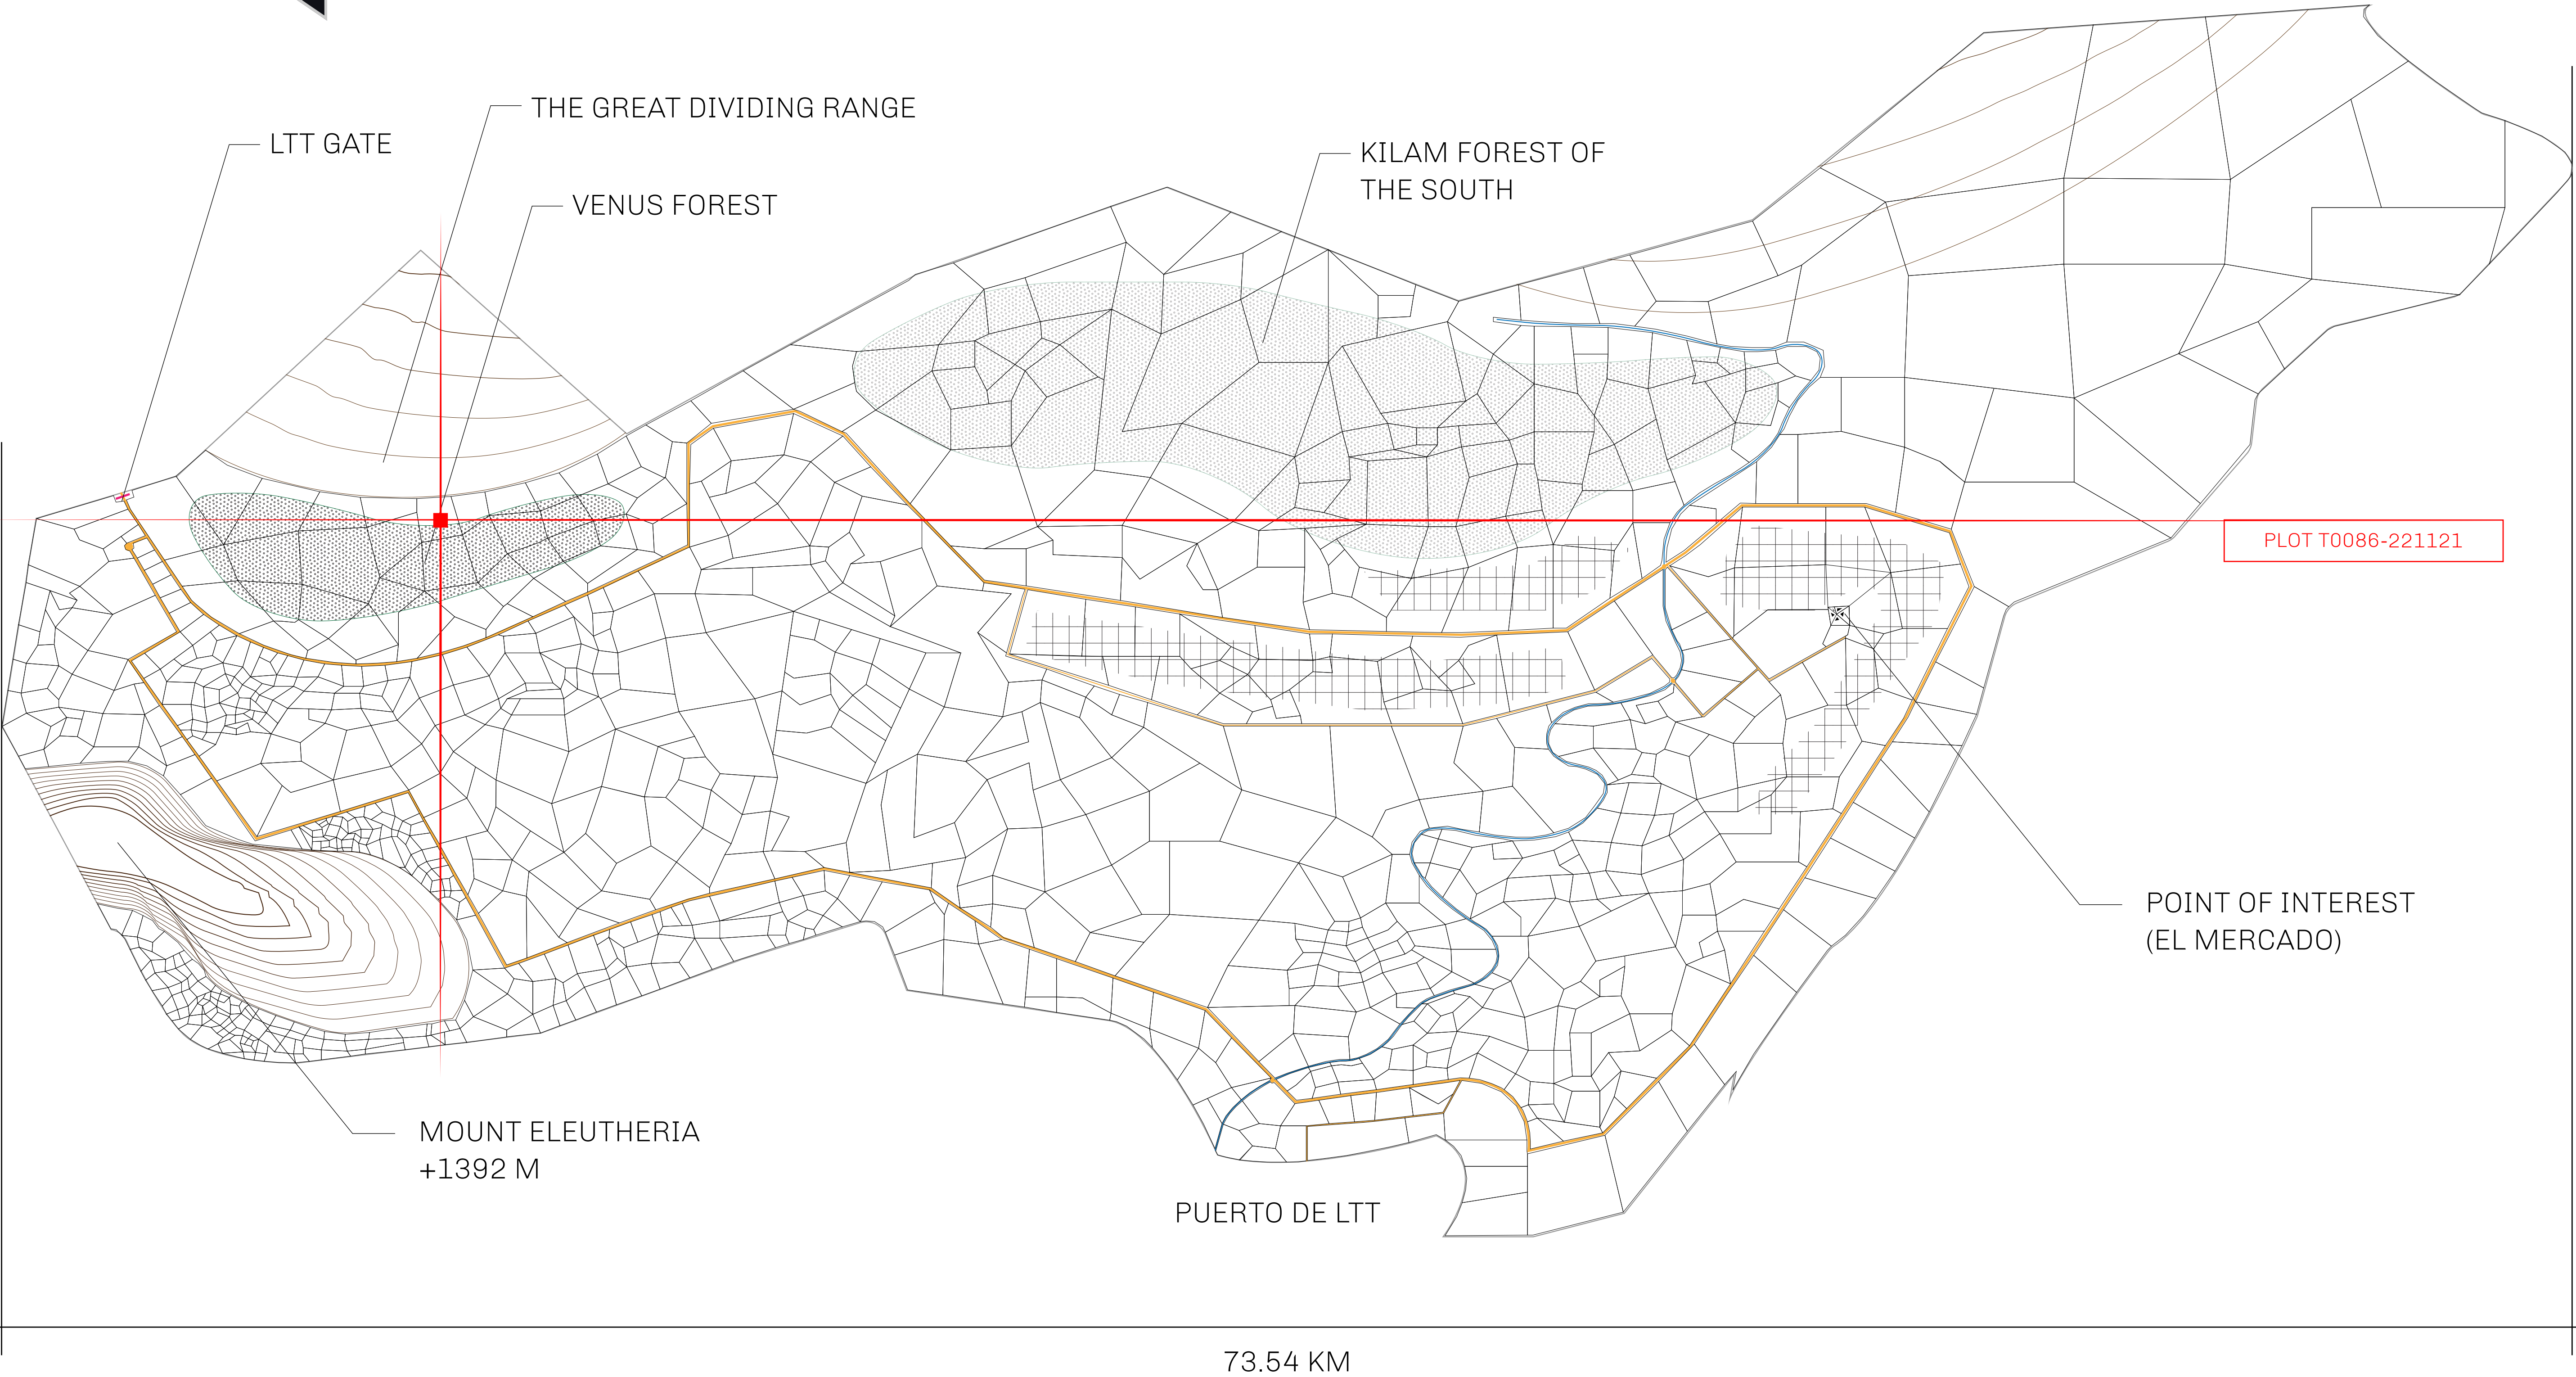 THE GREAT DIVIDING RANGE
LTT GATE
VENUS FOREST
KILAM FOREST OF
THE SOUTH
PLOT T0086-221121
POINT OF INTEREST
(EL MERCADO)
MOUNT ELEUTHERIA
+1392 M
PUERTO DE LTT
73.54 KM